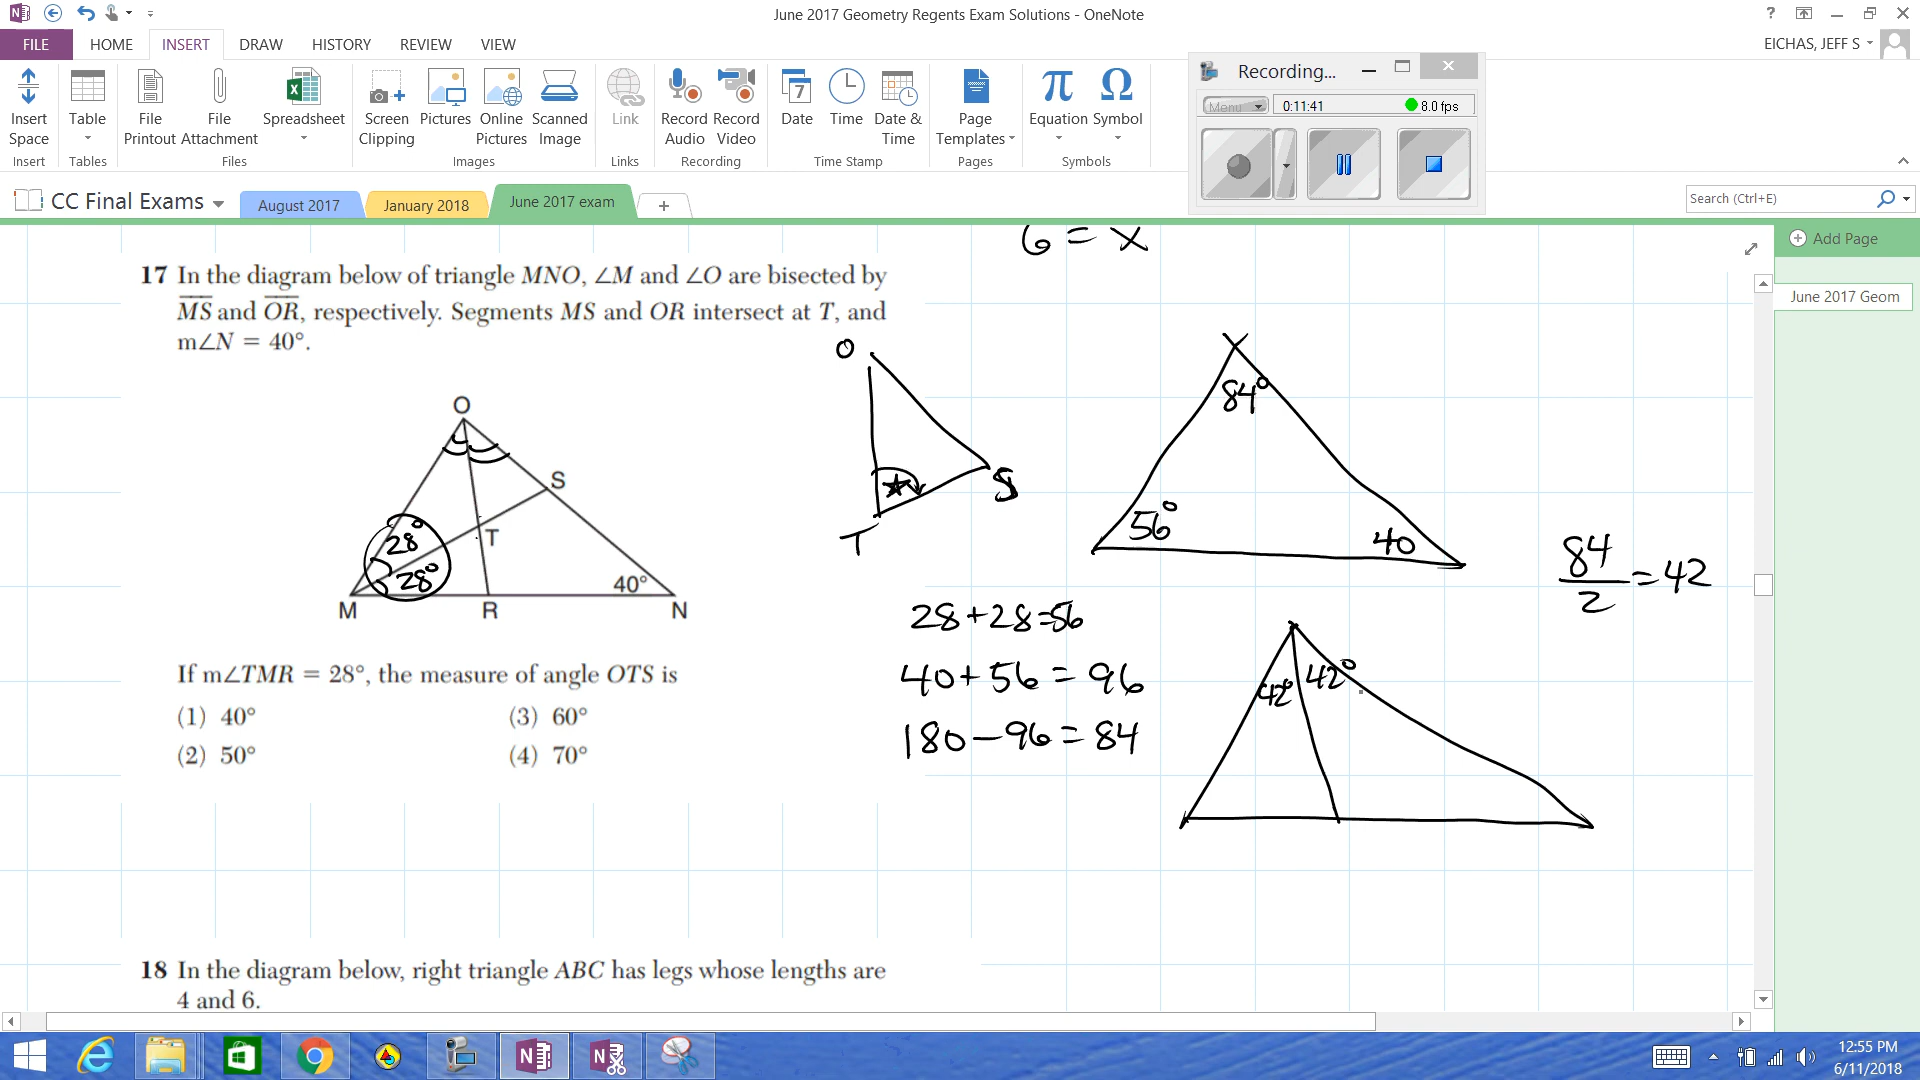 June 2017 Geometry Regents Exam Solutions - OneNote
FILE HOME INSERT DRAW HISTORY REVIEW VIEW
EICHAS, JEFF S
Insert Space
Table
File Printout
File Attachment
Spreadsheet
Screen Clipping
Pictures
Online Pictures
Scanned Image
Link
Record Audio
Record Video
Date
Time
Date & Time
Page Templates
Equation
Symbol
Insert Tables Files Images Links Recording Time Stamp Pages Symbols
Recording...
Menu 0:11:41 8.0 fps
CC Final Exams August 2017 January 2018 June 2017 exam +
Search (Ctrl+E)
Add Page
June 2017 Geom
6 = x
17 In the diagram below of triangle MNO, ∠M and ∠O are bisected by
MS and OR, respectively. Segments MS and OR intersect at T, and
m∠N = 40°.
O
S
T
M R N
28°
28°
40°
If m∠TMR = 28°, the measure of angle OTS is
(1) 40° (3) 60°
(2) 50° (4) 70°
O
S
T
84°
56°
40
28+28=56
40+56=96
180-96=84
84/2=42
42° 42°
18 In the diagram below, right triangle ABC has legs whose lengths are
4 and 6.
12:55 PM
6/11/2018